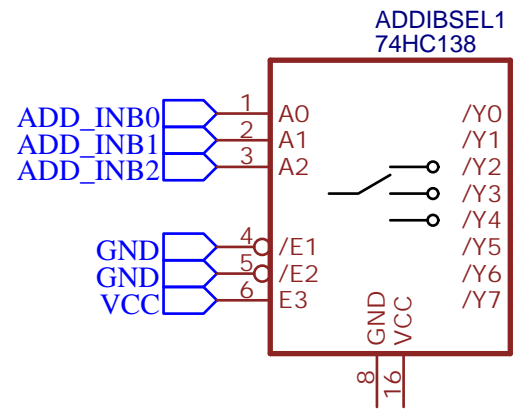 ADDIBSEL1
74HC138
ADD_INB0 1 A0 /Y0
ADD_INB1 2 A1 /Y1
ADD_INB2 3 A2 /Y2
/Y3
/Y4
GND 4 /E1 /Y5
GND 5 /E2 /Y6
VCC 6 E3 /Y7
GND
VCC
8
16